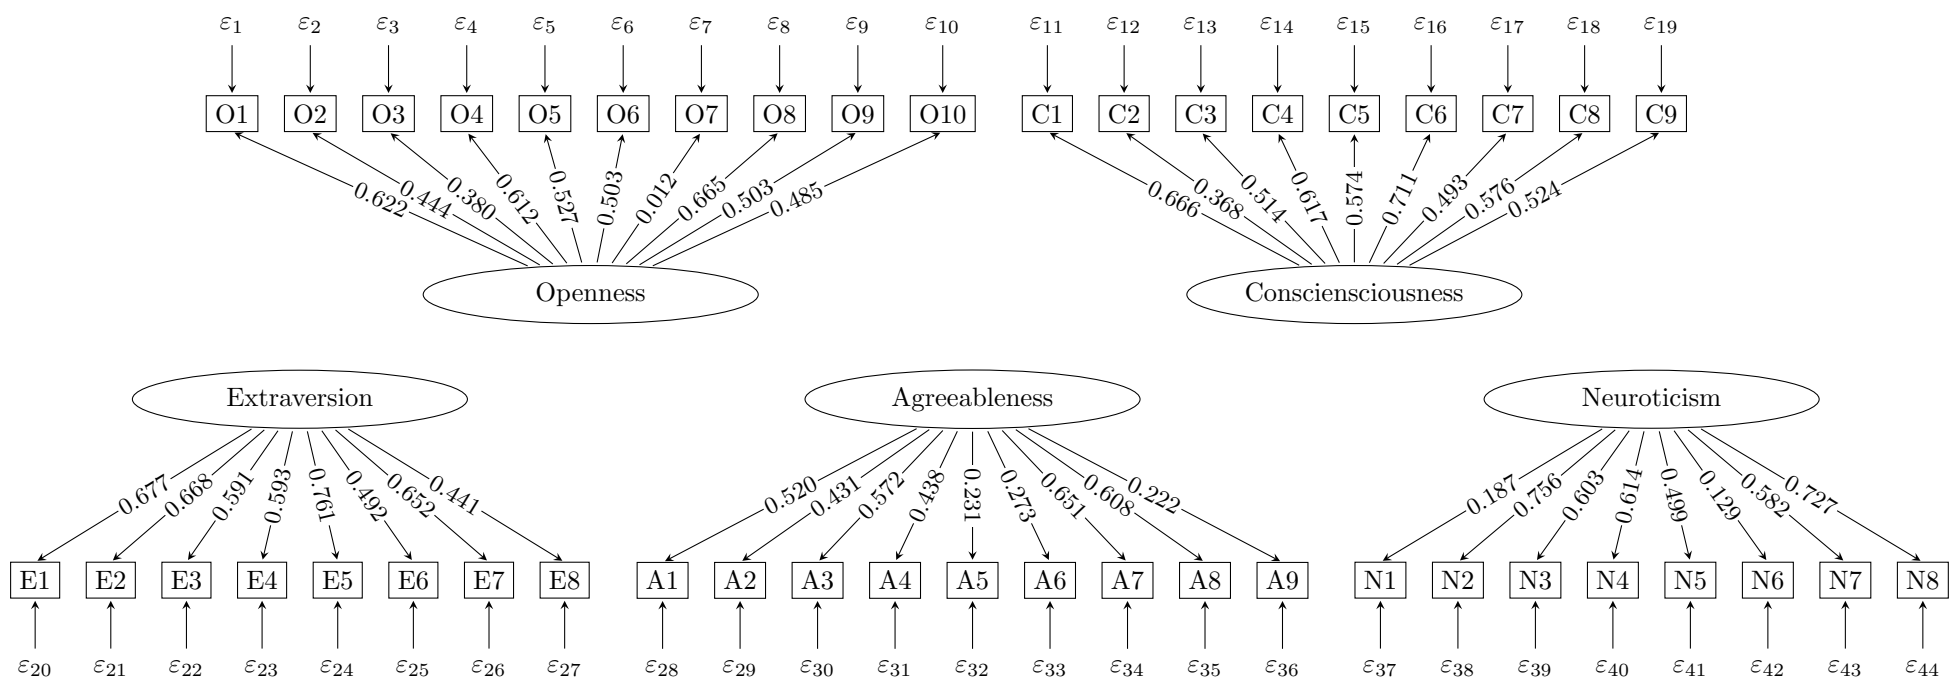 ε1 ε2 ε3 ε4 ε5 ε6 ε7 ε8 ε9 ε10 ε11 ε12 ε13 ε14 ε15 ε16 ε17 ε18 ε19
O1 O2 O3 O4 O5 O6 O7 O8 O9 O10 C1 C2 C3 C4 C5 C6 C7 C8 C9
0.622 0.444 0.380 0.612 0.527 0.503 0.012 0.665 0.503 0.485 0.666 0.368 0.514 0.617 0.574 0.711 0.493 0.576 0.524
Openness Consciensciousness
Extraversion Agreeableness Neuroticism
0.677 0.668 0.591 0.593 0.761 0.492 0.652 0.441 0.520 0.431 0.572 0.438 0.231 0.273 0.651 0.608 0.222 0.187 0.756 0.603 0.614 0.499 0.129 0.582 0.727
E1 E2 E3 E4 E5 E6 E7 E8 A1 A2 A3 A4 A5 A6 A7 A8 A9 N1 N2 N3 N4 N5 N6 N7 N8
ε20 ε21 ε22 ε23 ε24 ε25 ε26 ε27 ε28 ε29 ε30 ε31 ε32 ε33 ε34 ε35 ε36 ε37 ε38 ε39 ε40 ε41 ε42 ε43 ε44